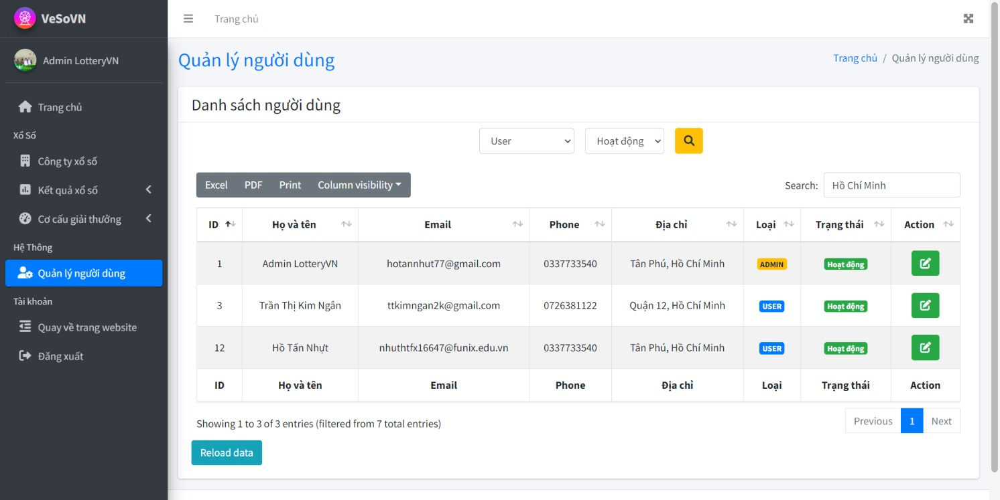 VeSoVN
Trang chủ
Admin LotteryVN
Quản lý người dùng
Trang chủ / Quản lý người dùng
Trang chủ
Xổ Số
Công ty xổ số
Kết quả xổ số
Cơ cấu giải thưởng
Hệ Thông
Quản lý người dùng
Tài khoản
Quay về trang website
Đăng xuất
Danh sách người dùng
User Hoạt động
Excel PDF Print Column visibility
Search: Hồ Chí Minh
ID Họ và tên Email Phone Địa chỉ Loại Trạng thái Action
1 Admin LotteryVN hotannhut77@gmail.com 0337733540 Tân Phú, Hồ Chí Minh ADMIN Hoạt động
3 Trần Thị Kim Ngân ttkimngan2k@gmail.com 0726381122 Quận 12, Hồ Chí Minh USER Hoạt động
12 Hồ Tấn Nhựt nhuthtfx16647@funix.edu.vn 0337733540 Tân Phú, Hồ Chí Minh USER Hoạt động
ID Họ và tên Email Phone Địa chỉ Loại Trạng thái Action
Showing 1 to 3 of 3 entries (filtered from 7 total entries)
Previous 1 Next
Reload data